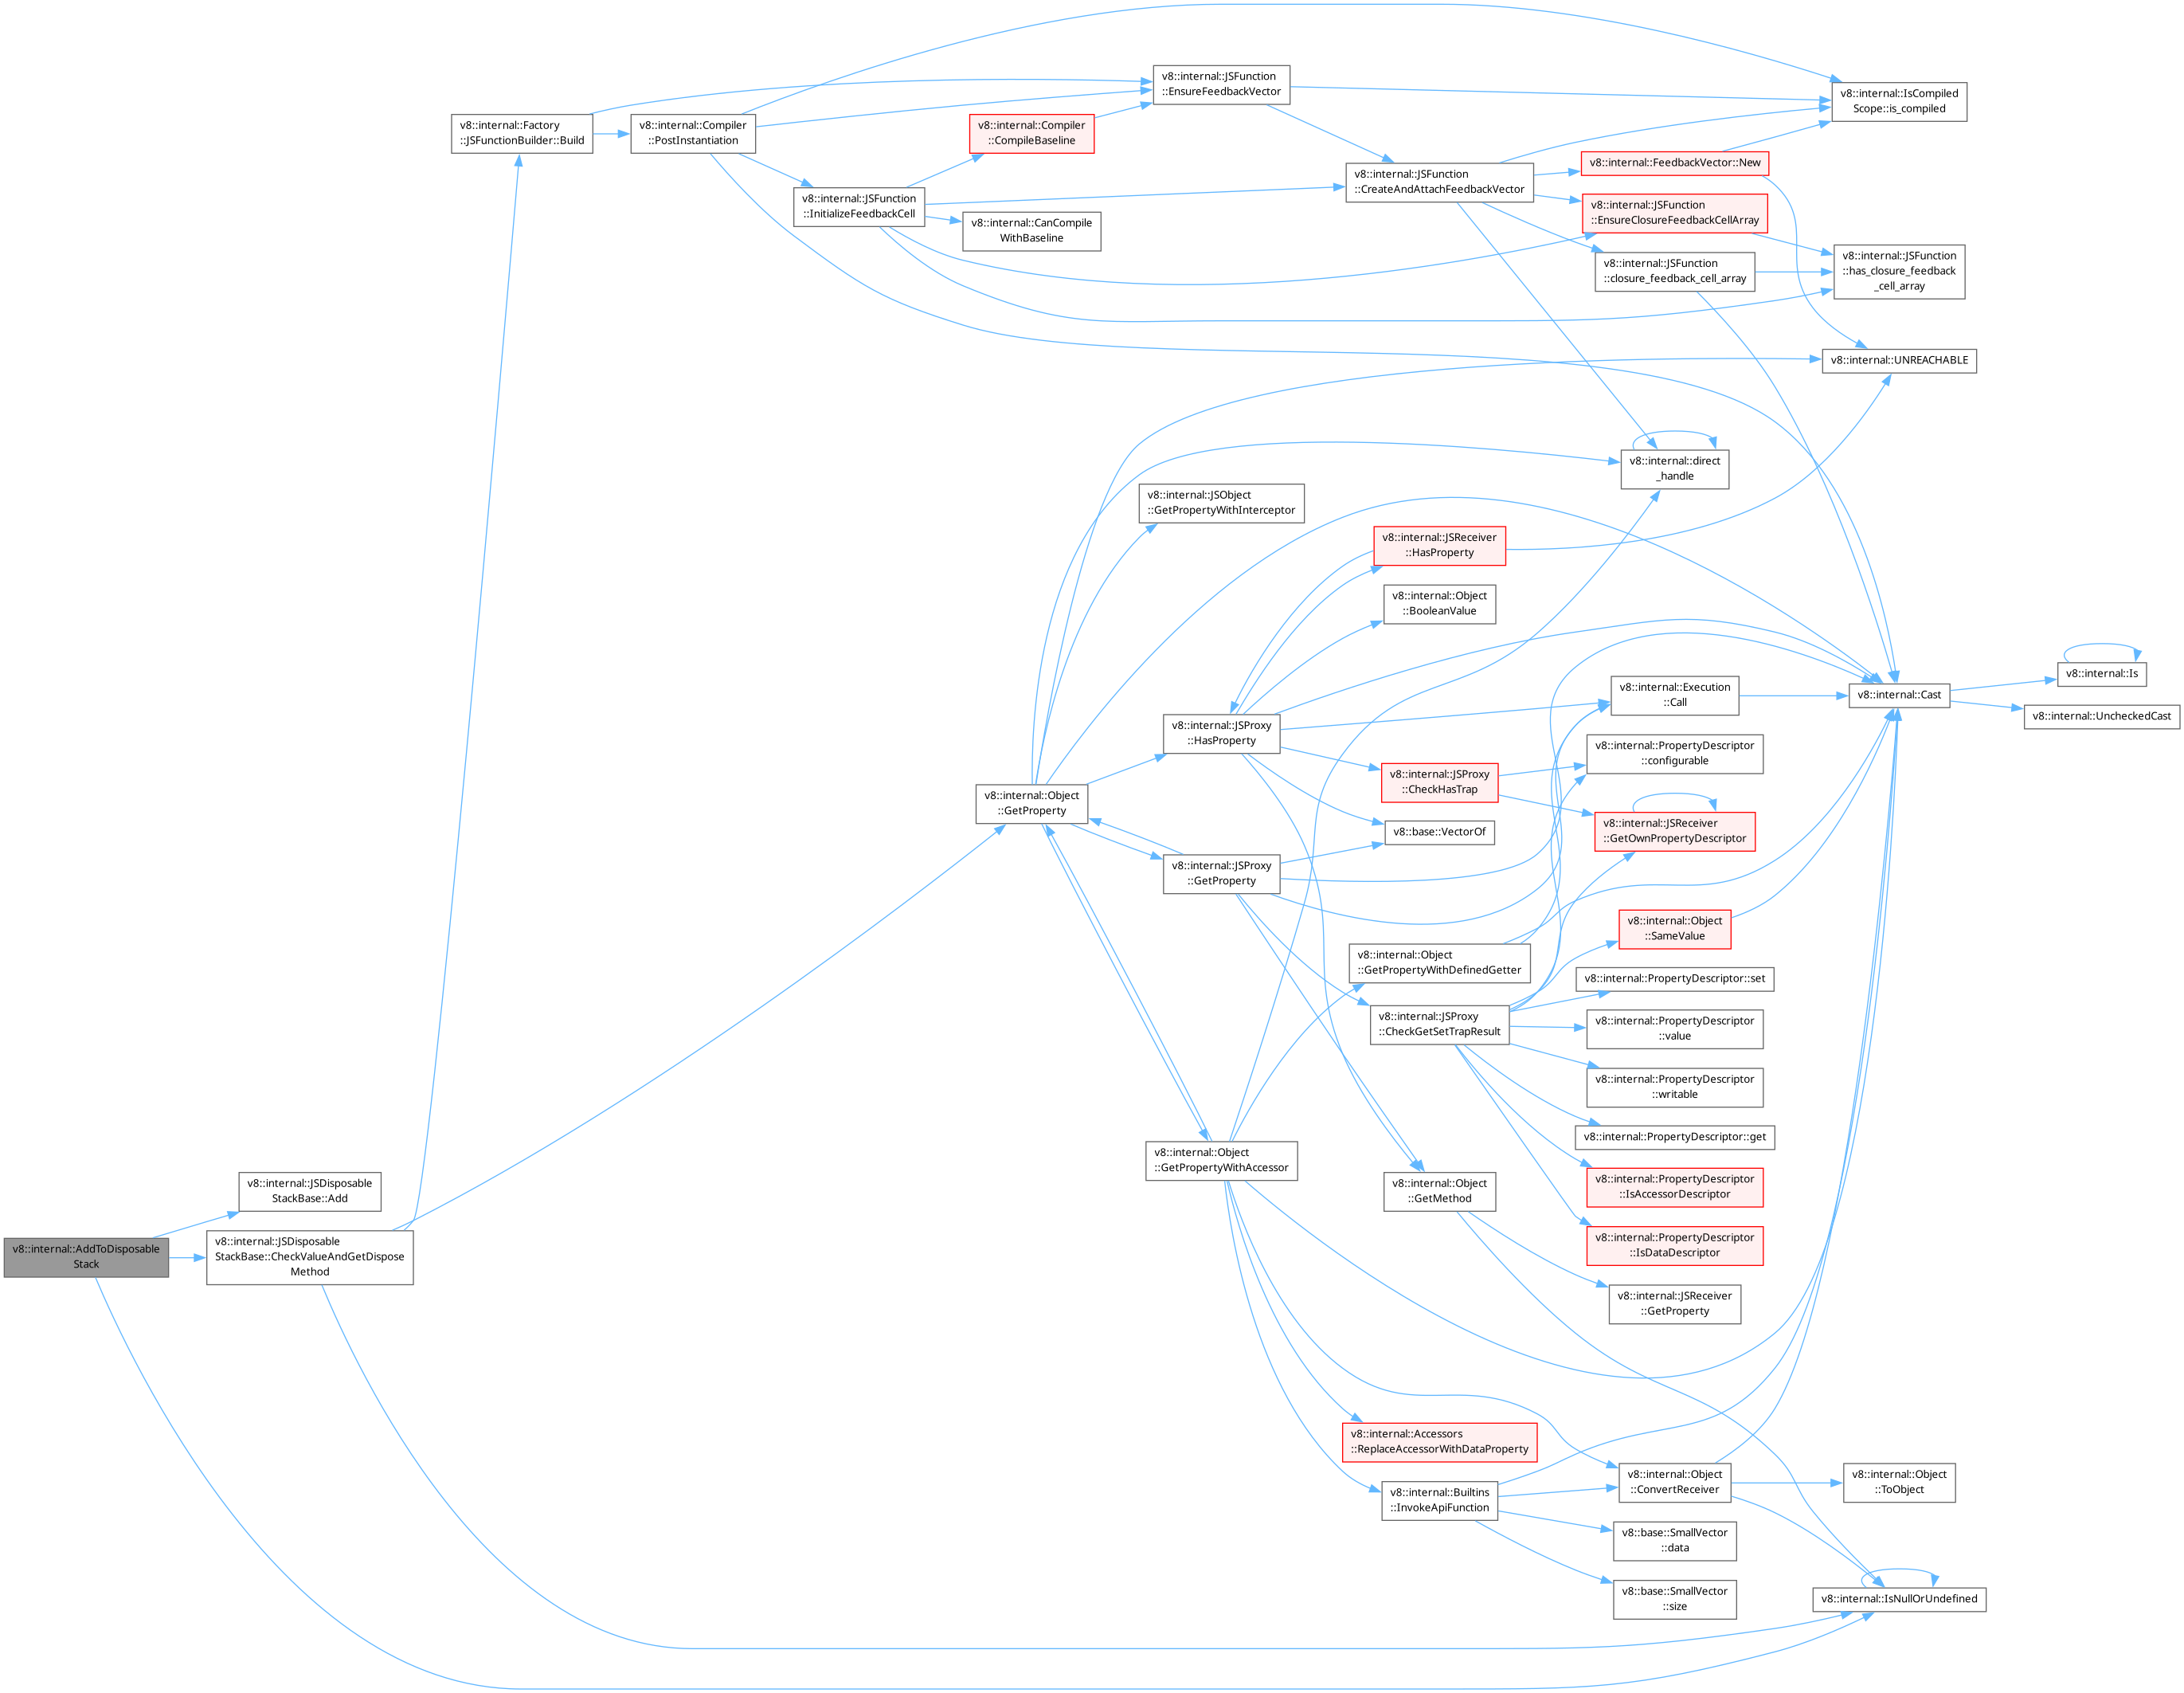 v8::internal::AddToDisposable
Stack
v8::internal::JSDisposable
StackBase::Add
v8::internal::JSDisposable
StackBase::CheckValueAndGetDispose
Method
v8::internal::Factory
::JSFunctionBuilder::Build
v8::internal::Compiler
::PostInstantiation
v8::internal::JSFunction
::InitializeFeedbackCell
v8::internal::Compiler
::CompileBaseline
v8::internal::CanCompile
WithBaseline
v8::internal::JSFunction
::EnsureFeedbackVector
v8::internal::JSFunction
::CreateAndAttachFeedbackVector
v8::internal::IsCompiled
Scope::is_compiled
v8::internal::FeedbackVector::New
v8::internal::JSFunction
::EnsureClosureFeedbackCellArray
v8::internal::JSFunction
::closure_feedback_cell_array
v8::internal::JSFunction
::has_closure_feedback
_cell_array
v8::internal::UNREACHABLE
v8::internal::direct
_handle
v8::internal::JSObject
::GetPropertyWithInterceptor
v8::internal::JSReceiver
::HasProperty
v8::internal::Object
::BooleanValue
v8::internal::Object
::GetProperty
v8::internal::JSProxy
::HasProperty
v8::internal::Execution
::Call
v8::internal::Cast
v8::internal::Is
v8::internal::UncheckedCast
v8::internal::JSProxy
::CheckHasTrap
v8::internal::PropertyDescriptor
::configurable
v8::base::VectorOf
v8::internal::JSReceiver
::GetOwnPropertyDescriptor
v8::internal::JSProxy
::GetProperty
v8::internal::Object
::GetPropertyWithDefinedGetter
v8::internal::Object
::SameValue
v8::internal::JSProxy
::CheckGetSetTrapResult
v8::internal::PropertyDescriptor::set
v8::internal::PropertyDescriptor
::value
v8::internal::PropertyDescriptor
::writable
v8::internal::PropertyDescriptor::get
v8::internal::PropertyDescriptor
::IsAccessorDescriptor
v8::internal::PropertyDescriptor
::IsDataDescriptor
v8::internal::Object
::GetPropertyWithAccessor
v8::internal::Object
::GetMethod
v8::internal::JSReceiver
::GetProperty
v8::internal::Accessors
::ReplaceAccessorWithDataProperty
v8::internal::Builtins
::InvokeApiFunction
v8::internal::Object
::ConvertReceiver
v8::internal::Object
::ToObject
v8::base::SmallVector
::data
v8::base::SmallVector
::size
v8::internal::IsNullOrUndefined